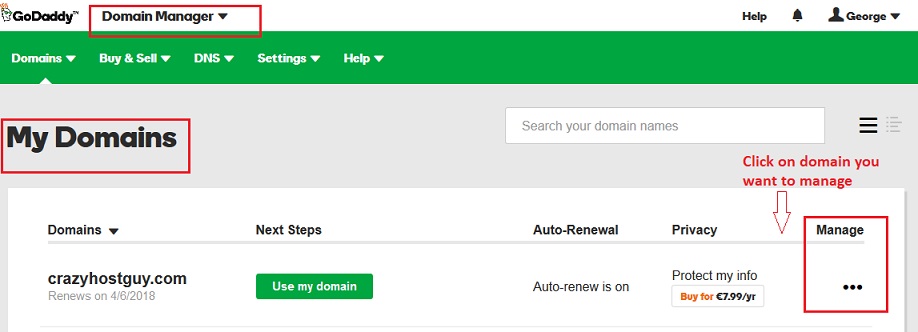 GoDaddy™ Domain Manager Help George
Domains Buy & Sell DNS Settings Help
My Domains
Search your domain names
Click on domain you
want to manage
Domains Next Steps Auto-Renewal Privacy Manage
crazyhostguy.com
Renews on 4/6/2018
Use my domain
Auto-renew is on
Protect my info
Buy for €7.99/yr